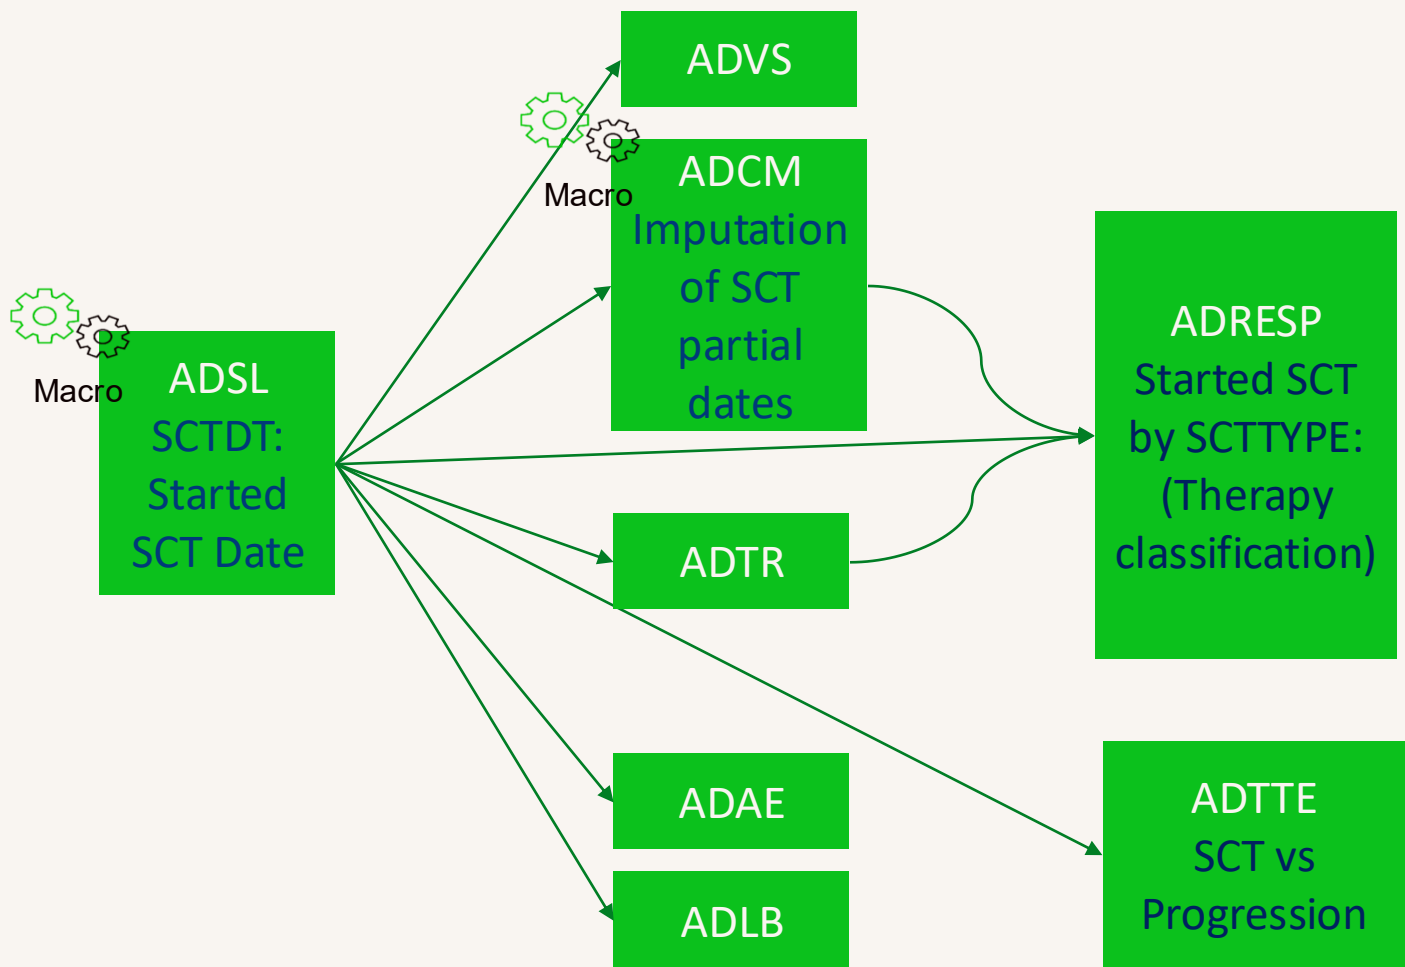 ADVS
Macro
ADCM
Imputation
of SCT
partial
dates
Macro
ADSL
SCTDT:
Started
SCT Date
ADRESP
Started SCT
by SCTTYPE:
(Therapy
classification)
ADTR
ADAE
ADLB
ADTTE
SCT vs
Progression